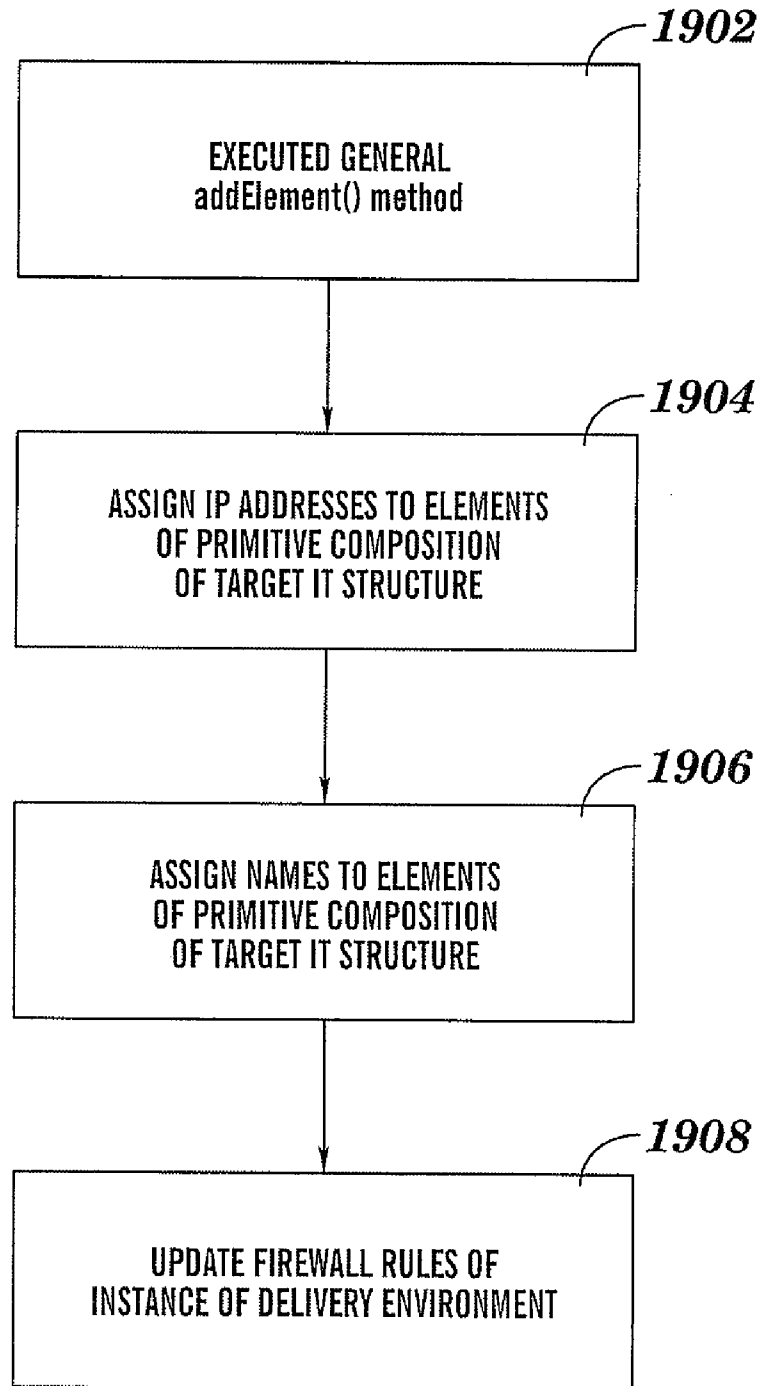 1902
EXECUTED GENERAL
addElement() method
1904
ASSIGN IP ADDRESSES TO ELEMENTS
OF PRIMITIVE COMPOSITION
OF TARGET IT STRUCTURE
1906
ASSIGN NAMES TO ELEMENTS
OF PRIMITIVE COMPOSITION
OF TARGET IT STRUCTURE
1908
UPDATE FIREWALL RULES OF
INSTANCE OF DELIVERY ENVIRONMENT